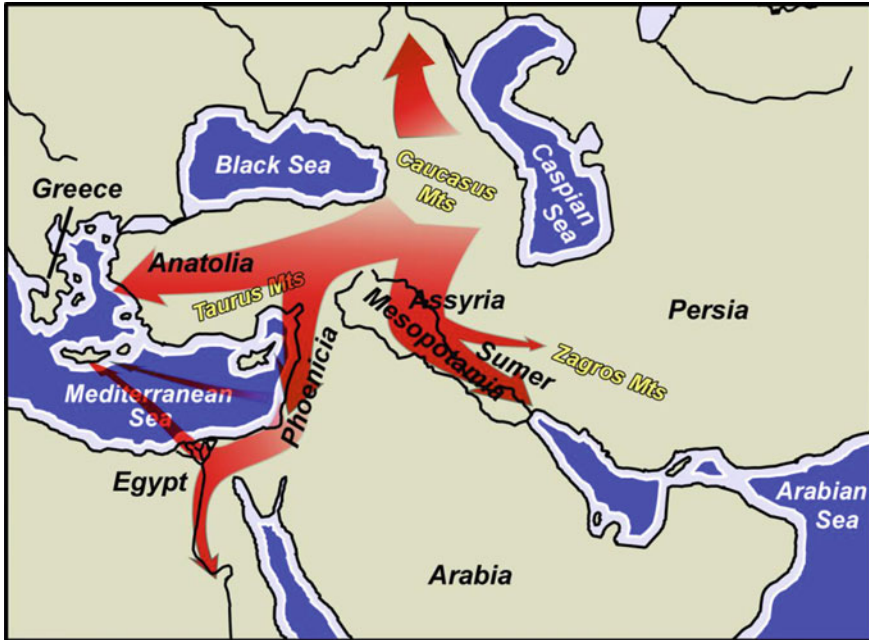 Black Sea
Caucasus
Mts
Caspian
Sea
Greece
Anatolia
Taurus Mts
Assyria
Mesopotamia
Sumer
Persia
Zagros Mts
Phoenicia
Mediterranean
Sea
Egypt
Arabian
Sea
Arabia